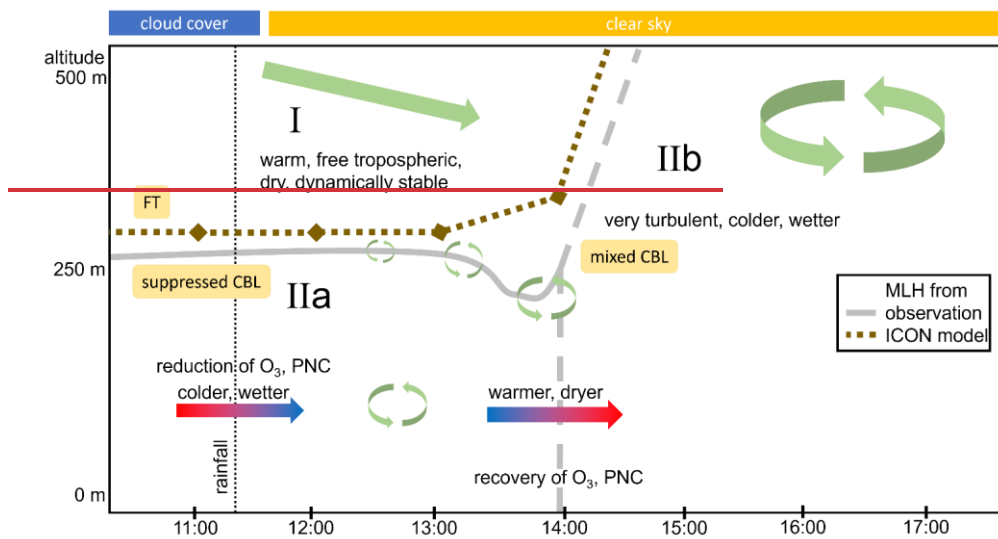 cloud cover
clear sky
altitude
500 m
I
warm, free tropospheric,
dry, dynamically stable
IIb
FT
very turbulent, colder, wetter
250 m
suppressed CBL
mixed CBL
IIa
MLH from
observation
ICON model
reduction of O₃, PNC
colder, wetter
warmer, dryer
rainfall
recovery of O₃, PNC
0 m
11:00
12:00
13:00
14:00
15:00
16:00
17:00